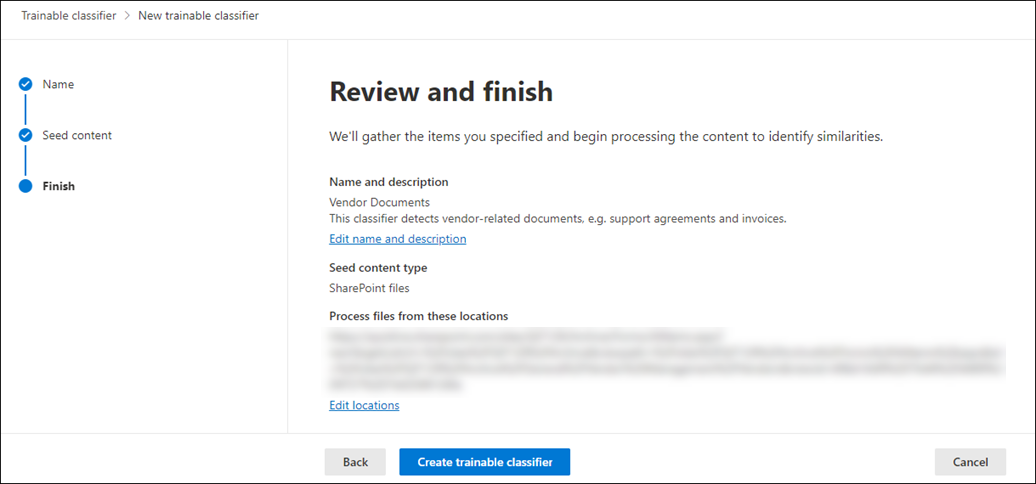 Trainable classifier > New trainable classifier
Name
Seed content
Finish
Review and finish
We'll gather the items you specified and begin processing the content to identify similarities.
Name and description
Vendor Documents
This classifier detects vendor-related documents, e.g. support agreements and invoices.
Edit name and description
Seed content type
SharePoint files
Process files from these locations
Edit locations
Back
Create trainable classifier
Cancel